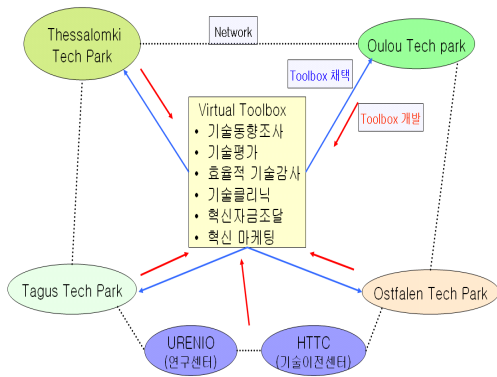 Thessalomki
Tech Park
Network
Oulou Tech park
Toolbox 채택
Toolbox 개발
Virtual Toolbox
• 기술동향조사
• 기술평가
• 효율적 기술감사
• 기술클리닉
• 혁신자금조달
• 혁신 마케팅
Tagus Tech Park
Ostfalen Tech Park
URENIO
(연구센터)
HTTC
(기술이전센터)